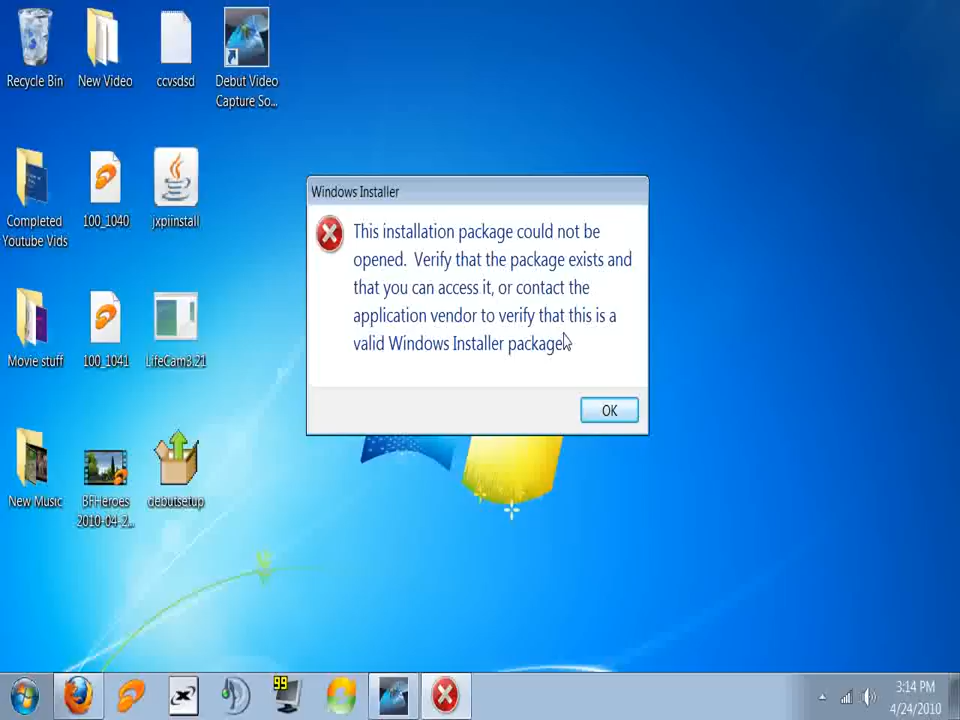 Recycle Bin
New Video
ccvsdsd
Debut Video
Capture So...
Windows Installer
This installation package could not be
opened. Verify that the package exists and
that you can access it, or contact the
application vendor to verify that this is a
valid Windows Installer package.
OK
Completed
Youtube Vids
100_1040
jxpiinstall
Movie stuff
100_1041
LifeCam3.21
New Music
BFHeroes
2010-04-2...
debutsetup
99
3:14 PM
4/24/2010